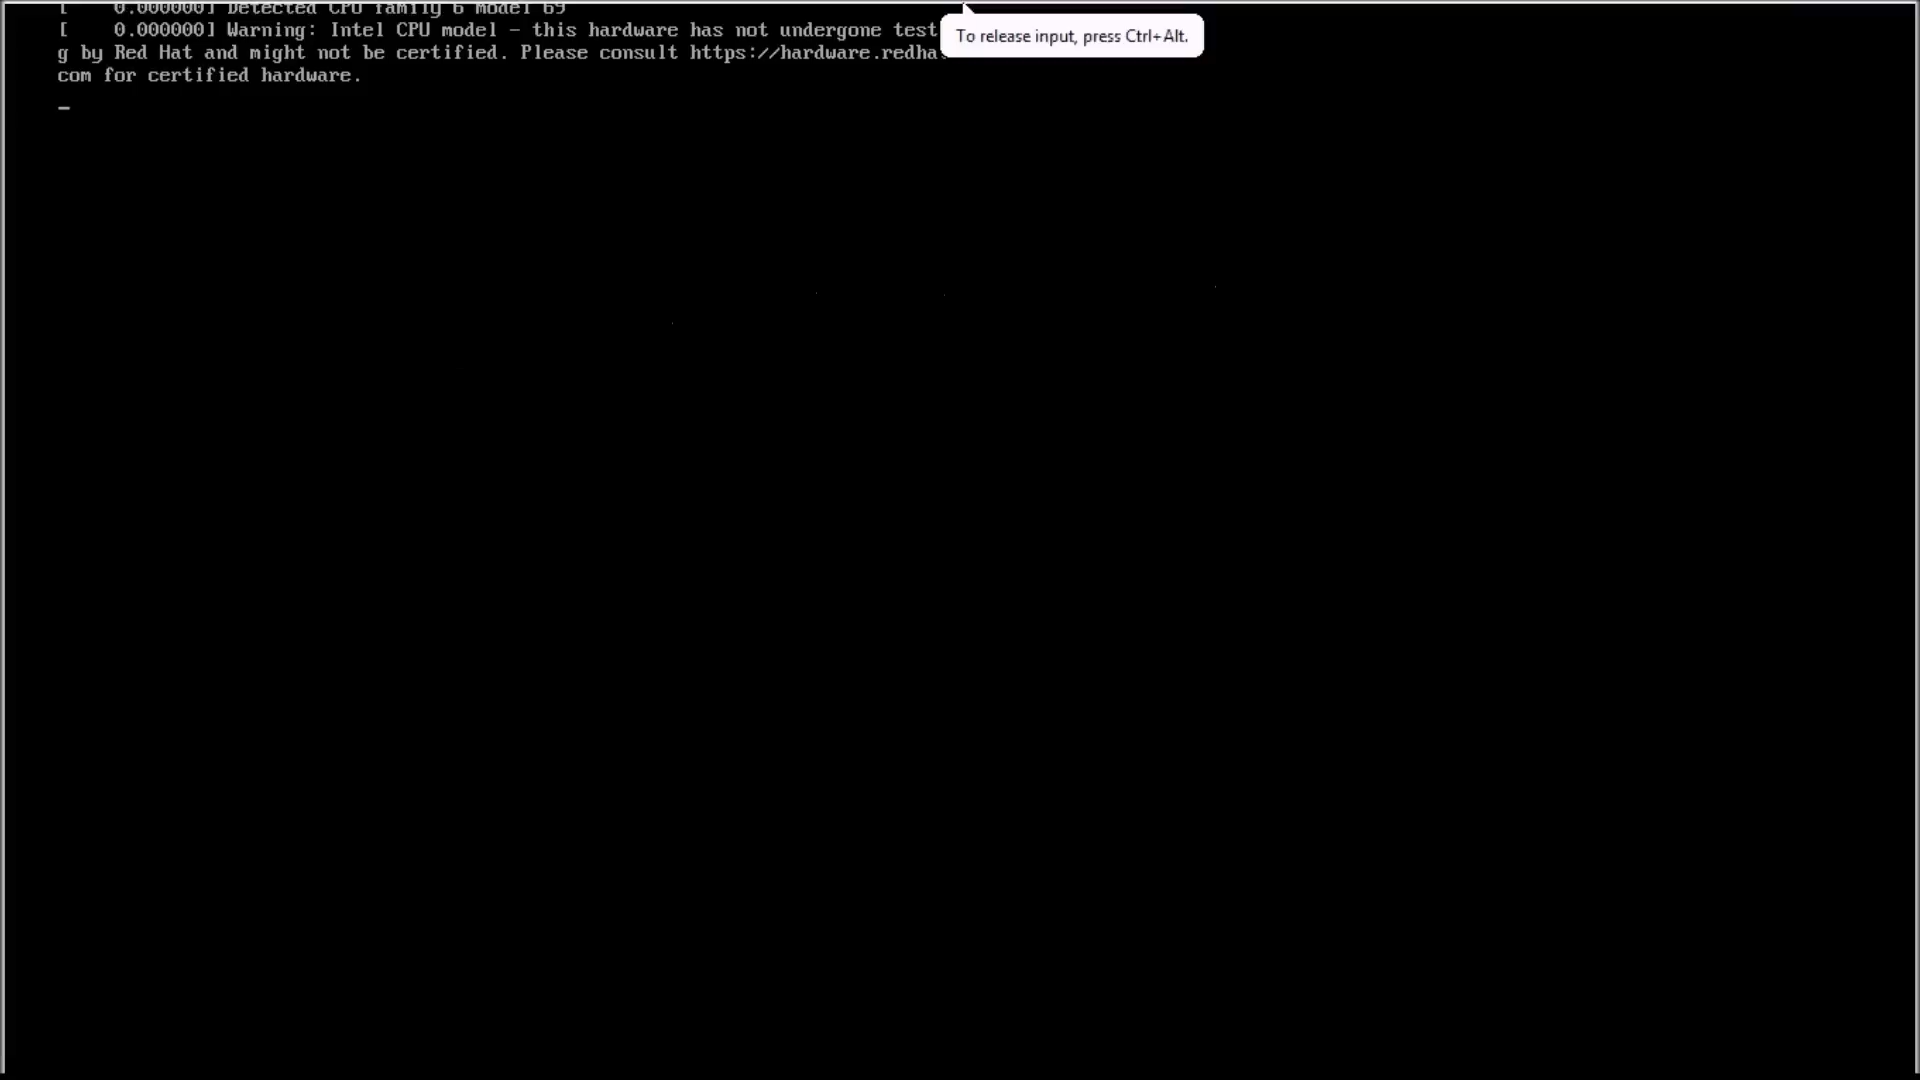 [    0.000000] Detected CPU family 6 model 69
[    0.000000] Warning: Intel CPU model - this hardware has not undergone test
g by Red Hat and might not be certified. Please consult https://hardware.redha
com for certified hardware.
To release input, press Ctrl+Alt.